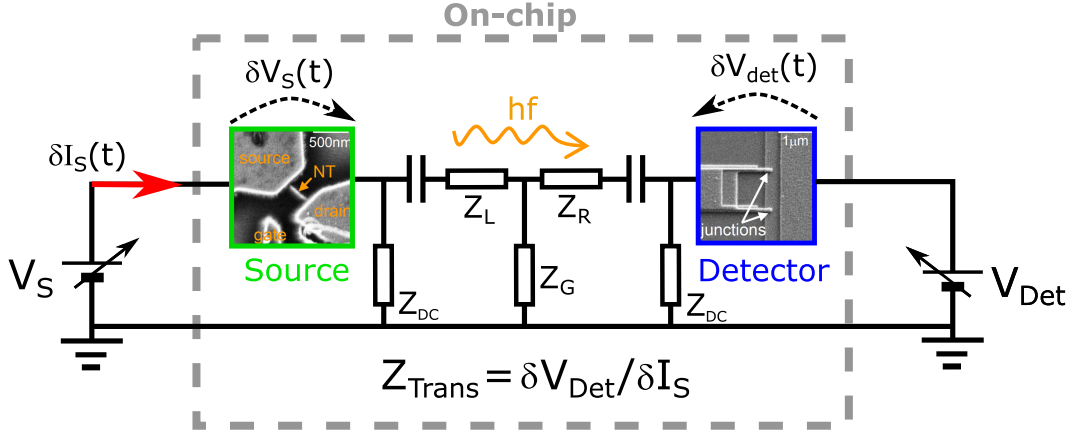 On-chip
δV_S(t)
δV_det(t)
hf
δI_S(t)
500nm
source
NT
drain
gate
1μm
junctions
Z_L
Z_R
Source
Detector
V_S
Z_DC
Z_G
Z_DC
V_Det
Z_Trans = δV_Det/δI_S